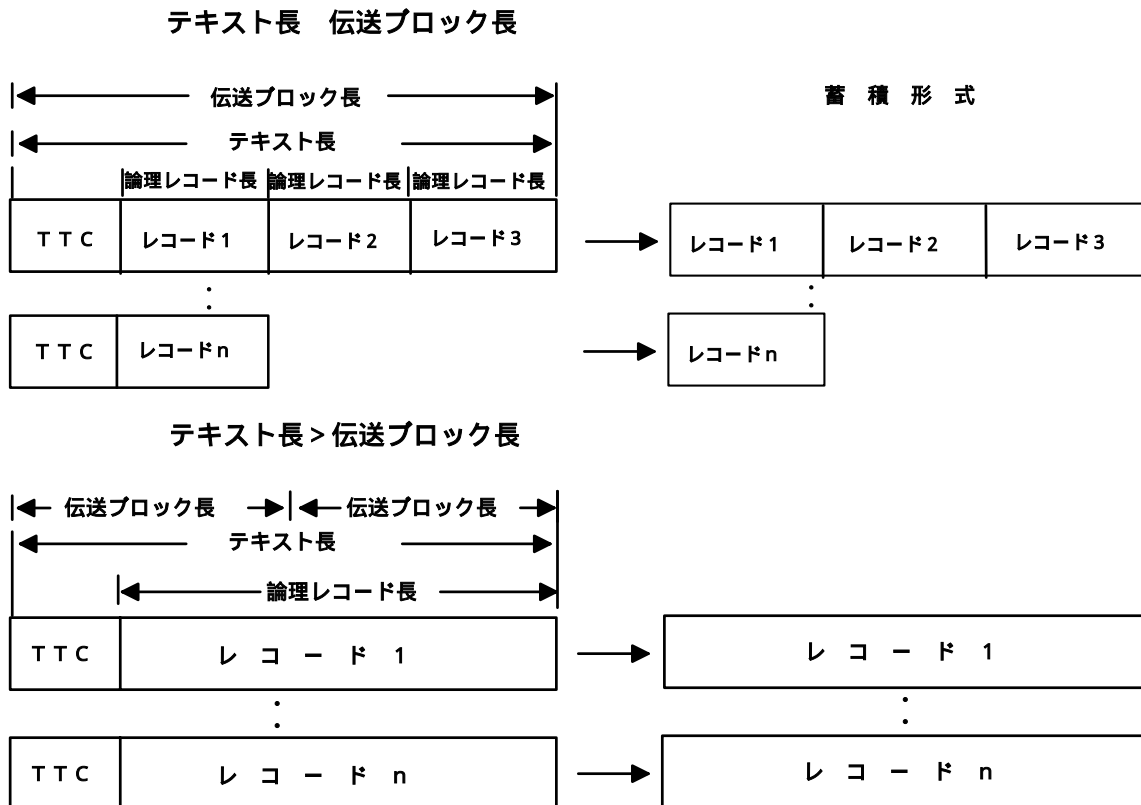 テキスト長　伝送ブロック長
伝送ブロック長
蓄 積 形 式
テキスト長
論理レコード長 論理レコード長 論理レコード長
ＴＴＣ レコード1 レコード2 レコード3 レコード1 レコード2 レコード3
ＴＴＣ レコードn レコードn
テキスト長>伝送ブロック長
伝送ブロック長 伝送ブロック長
テキスト長
論理レコード長
ＴＴＣ レ コ ー ド 1 レ コ ー ド 1
ＴＴＣ レ コ ー ド n レ コ ー ド n